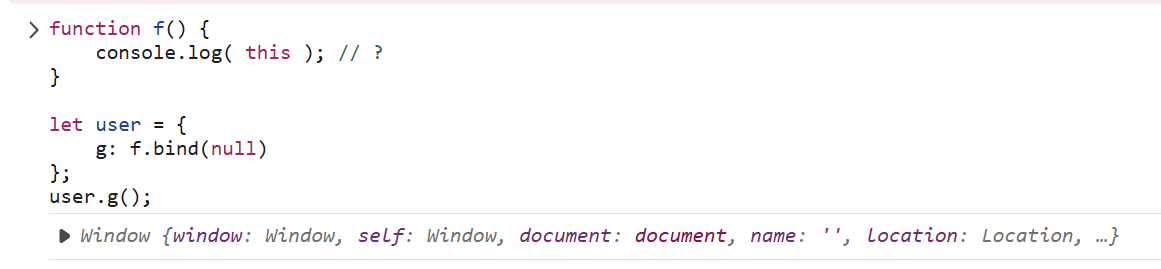 function f() {
    console.log( this ); // ?
}
let user = {
    g: f.bind(null)
};
user.g();
Window {window: Window, self: Window, document: document, name: '', location: Location, …}